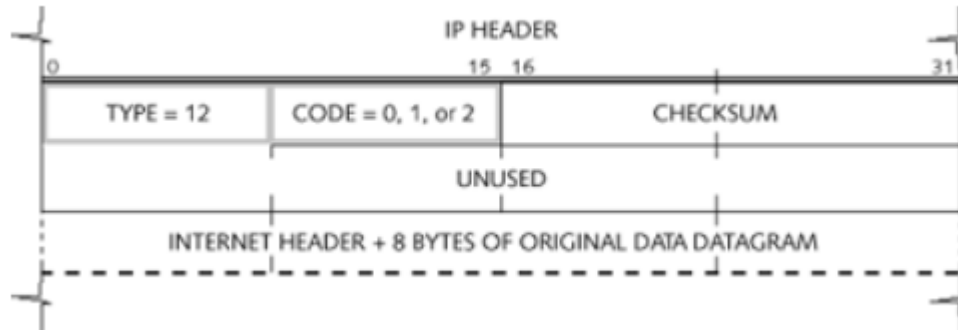 IP HEADER
0 15 16 31
TYPE = 12 CODE = 0, 1, or 2 CHECKSUM
UNUSED
INTERNET HEADER + 8 BYTES OF ORIGINAL DATA DATAGRAM